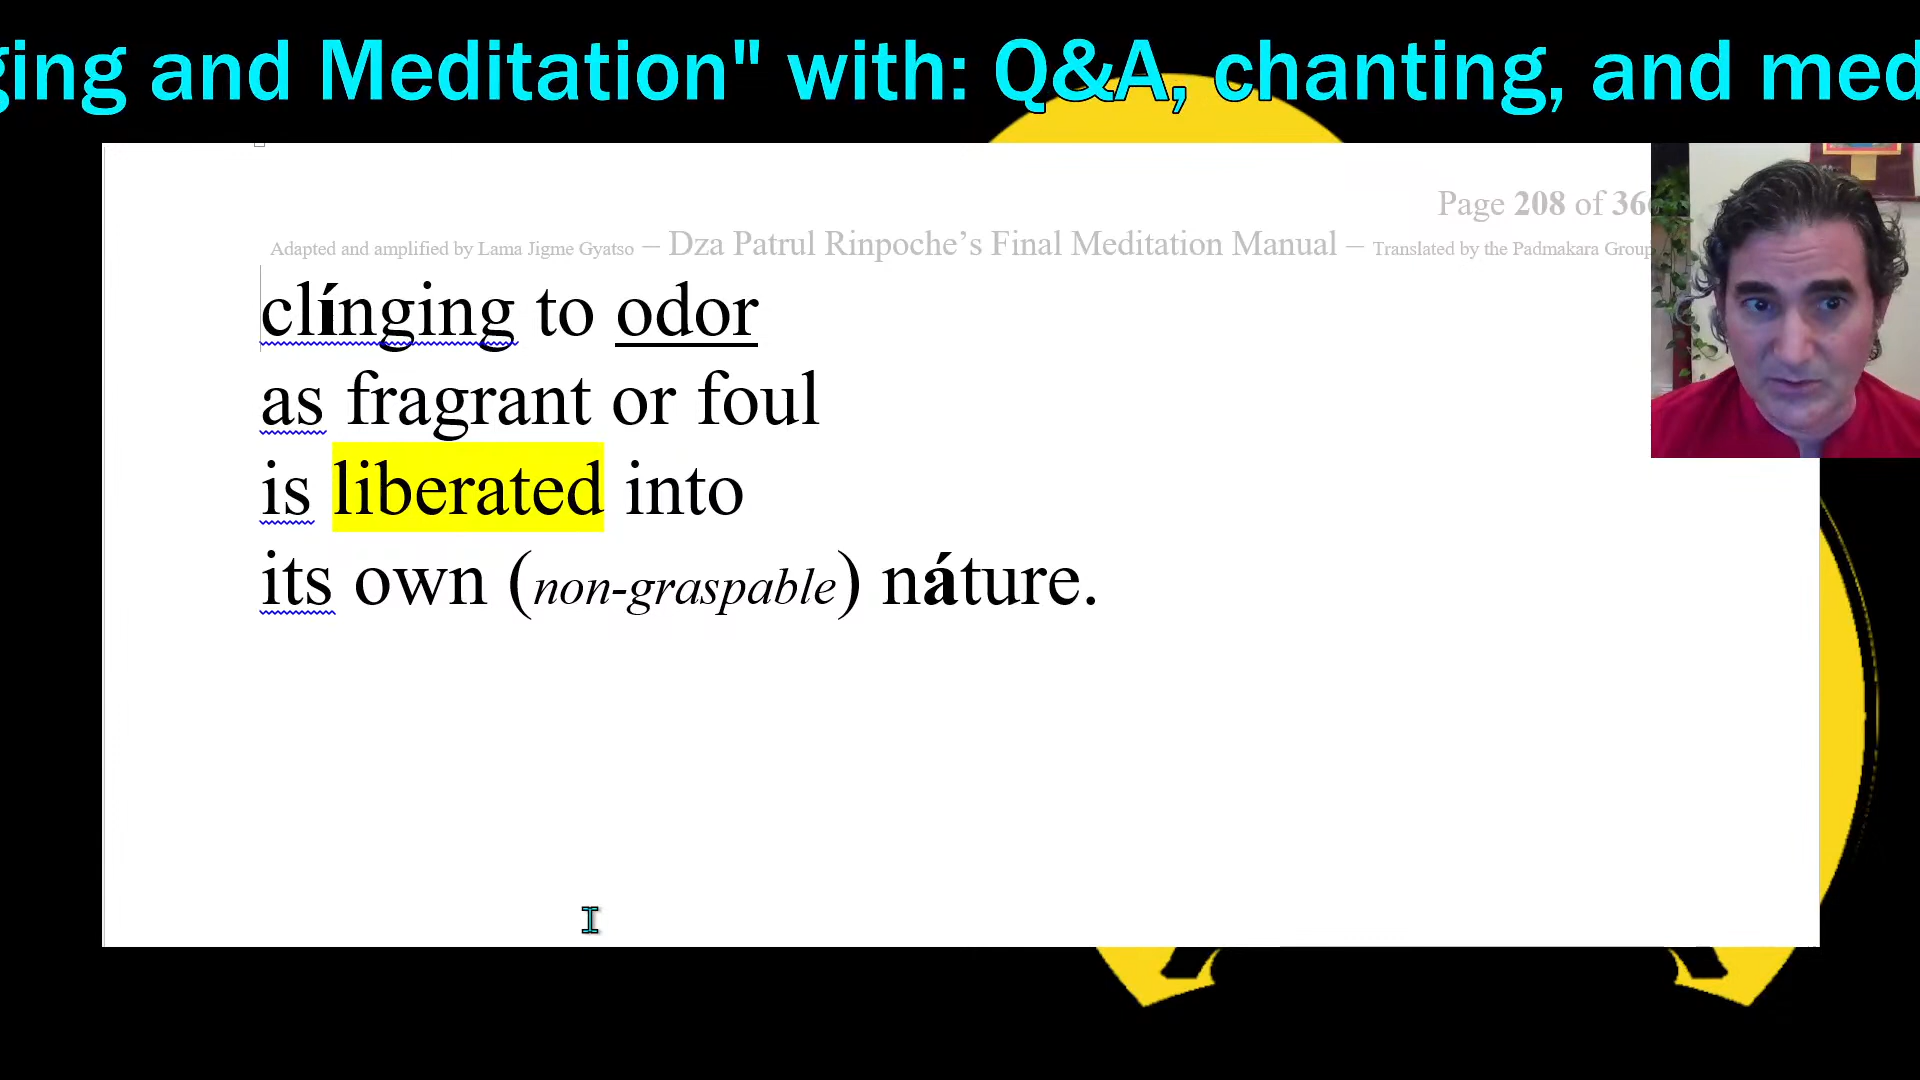 ging and Meditation" with: Q&A, chanting, and med
Page 208 of 36
Adapted and amplified by Lama Jigme Gyatso – Dza Patrul Rinpoche’s Final Meditation Manual – Translated by the Padmakara Group
clínging to odor
as fragrant or foul
is liberated into
its own (non-graspable) náture.